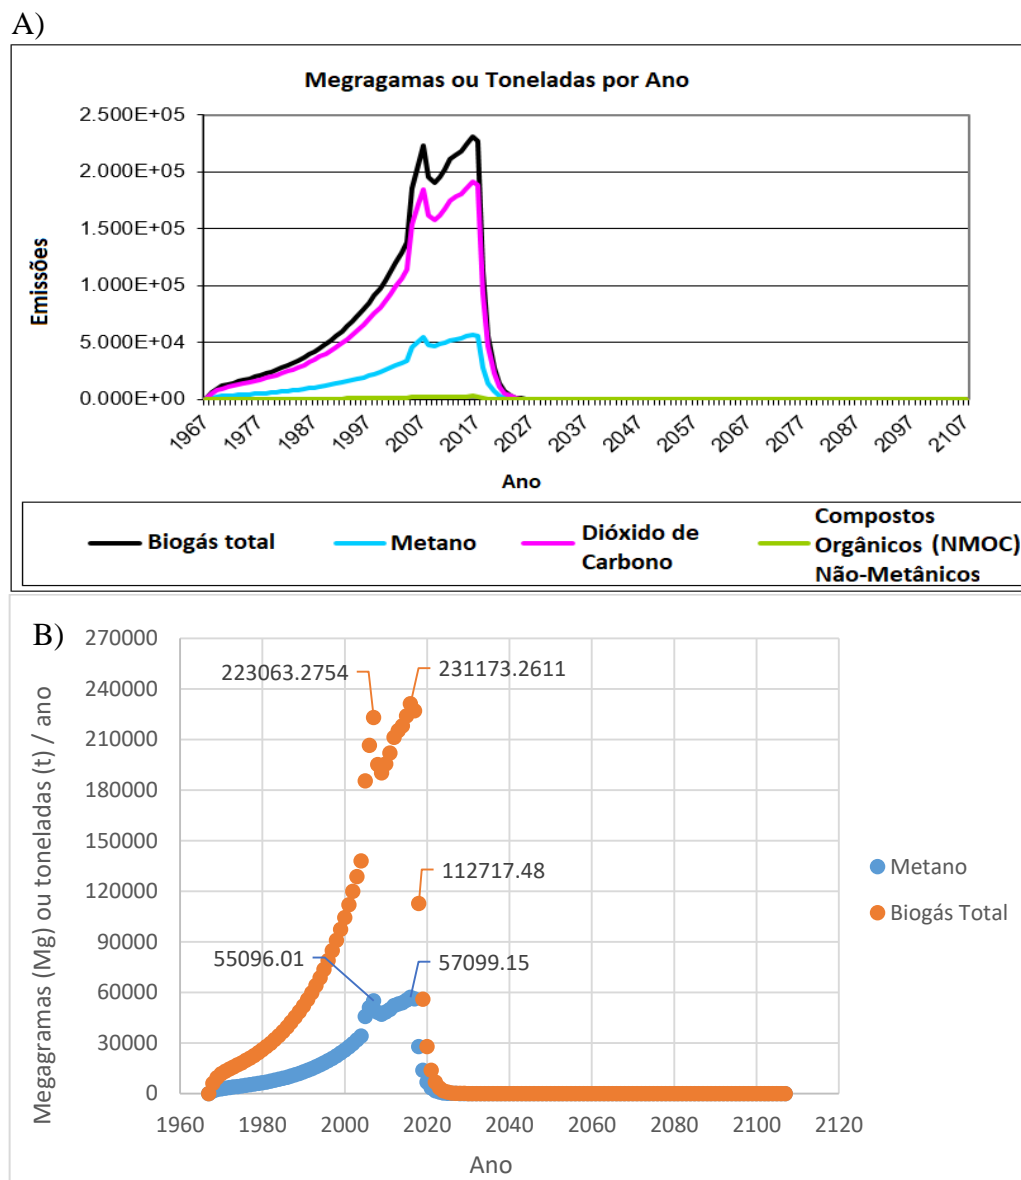 A)
Megragamas ou Toneladas por Ano
2.500E+05
2.000E+05
1.500E+05
1.000E+05
5.000E+04
0.000E+00
Emissões
1967 1977 1987 1997 2007 2017 2027 2037 2047 2057 2067 2077 2087 2097 2107
Ano
Biogás total
Metano
Dióxido de
Carbono
Compostos
Orgânicos (NMOC)
Não-Metânicos
B)
270000
240000
210000
180000
150000
120000
90000
60000
30000
0
Megagramas (Mg) ou toneladas (t) / ano
223063.2754
231173.2611
112717.48
55096.01
57099.15
Metano
Biogás Total
1960 1980 2000 2020 2040 2060 2080 2100 2120
Ano